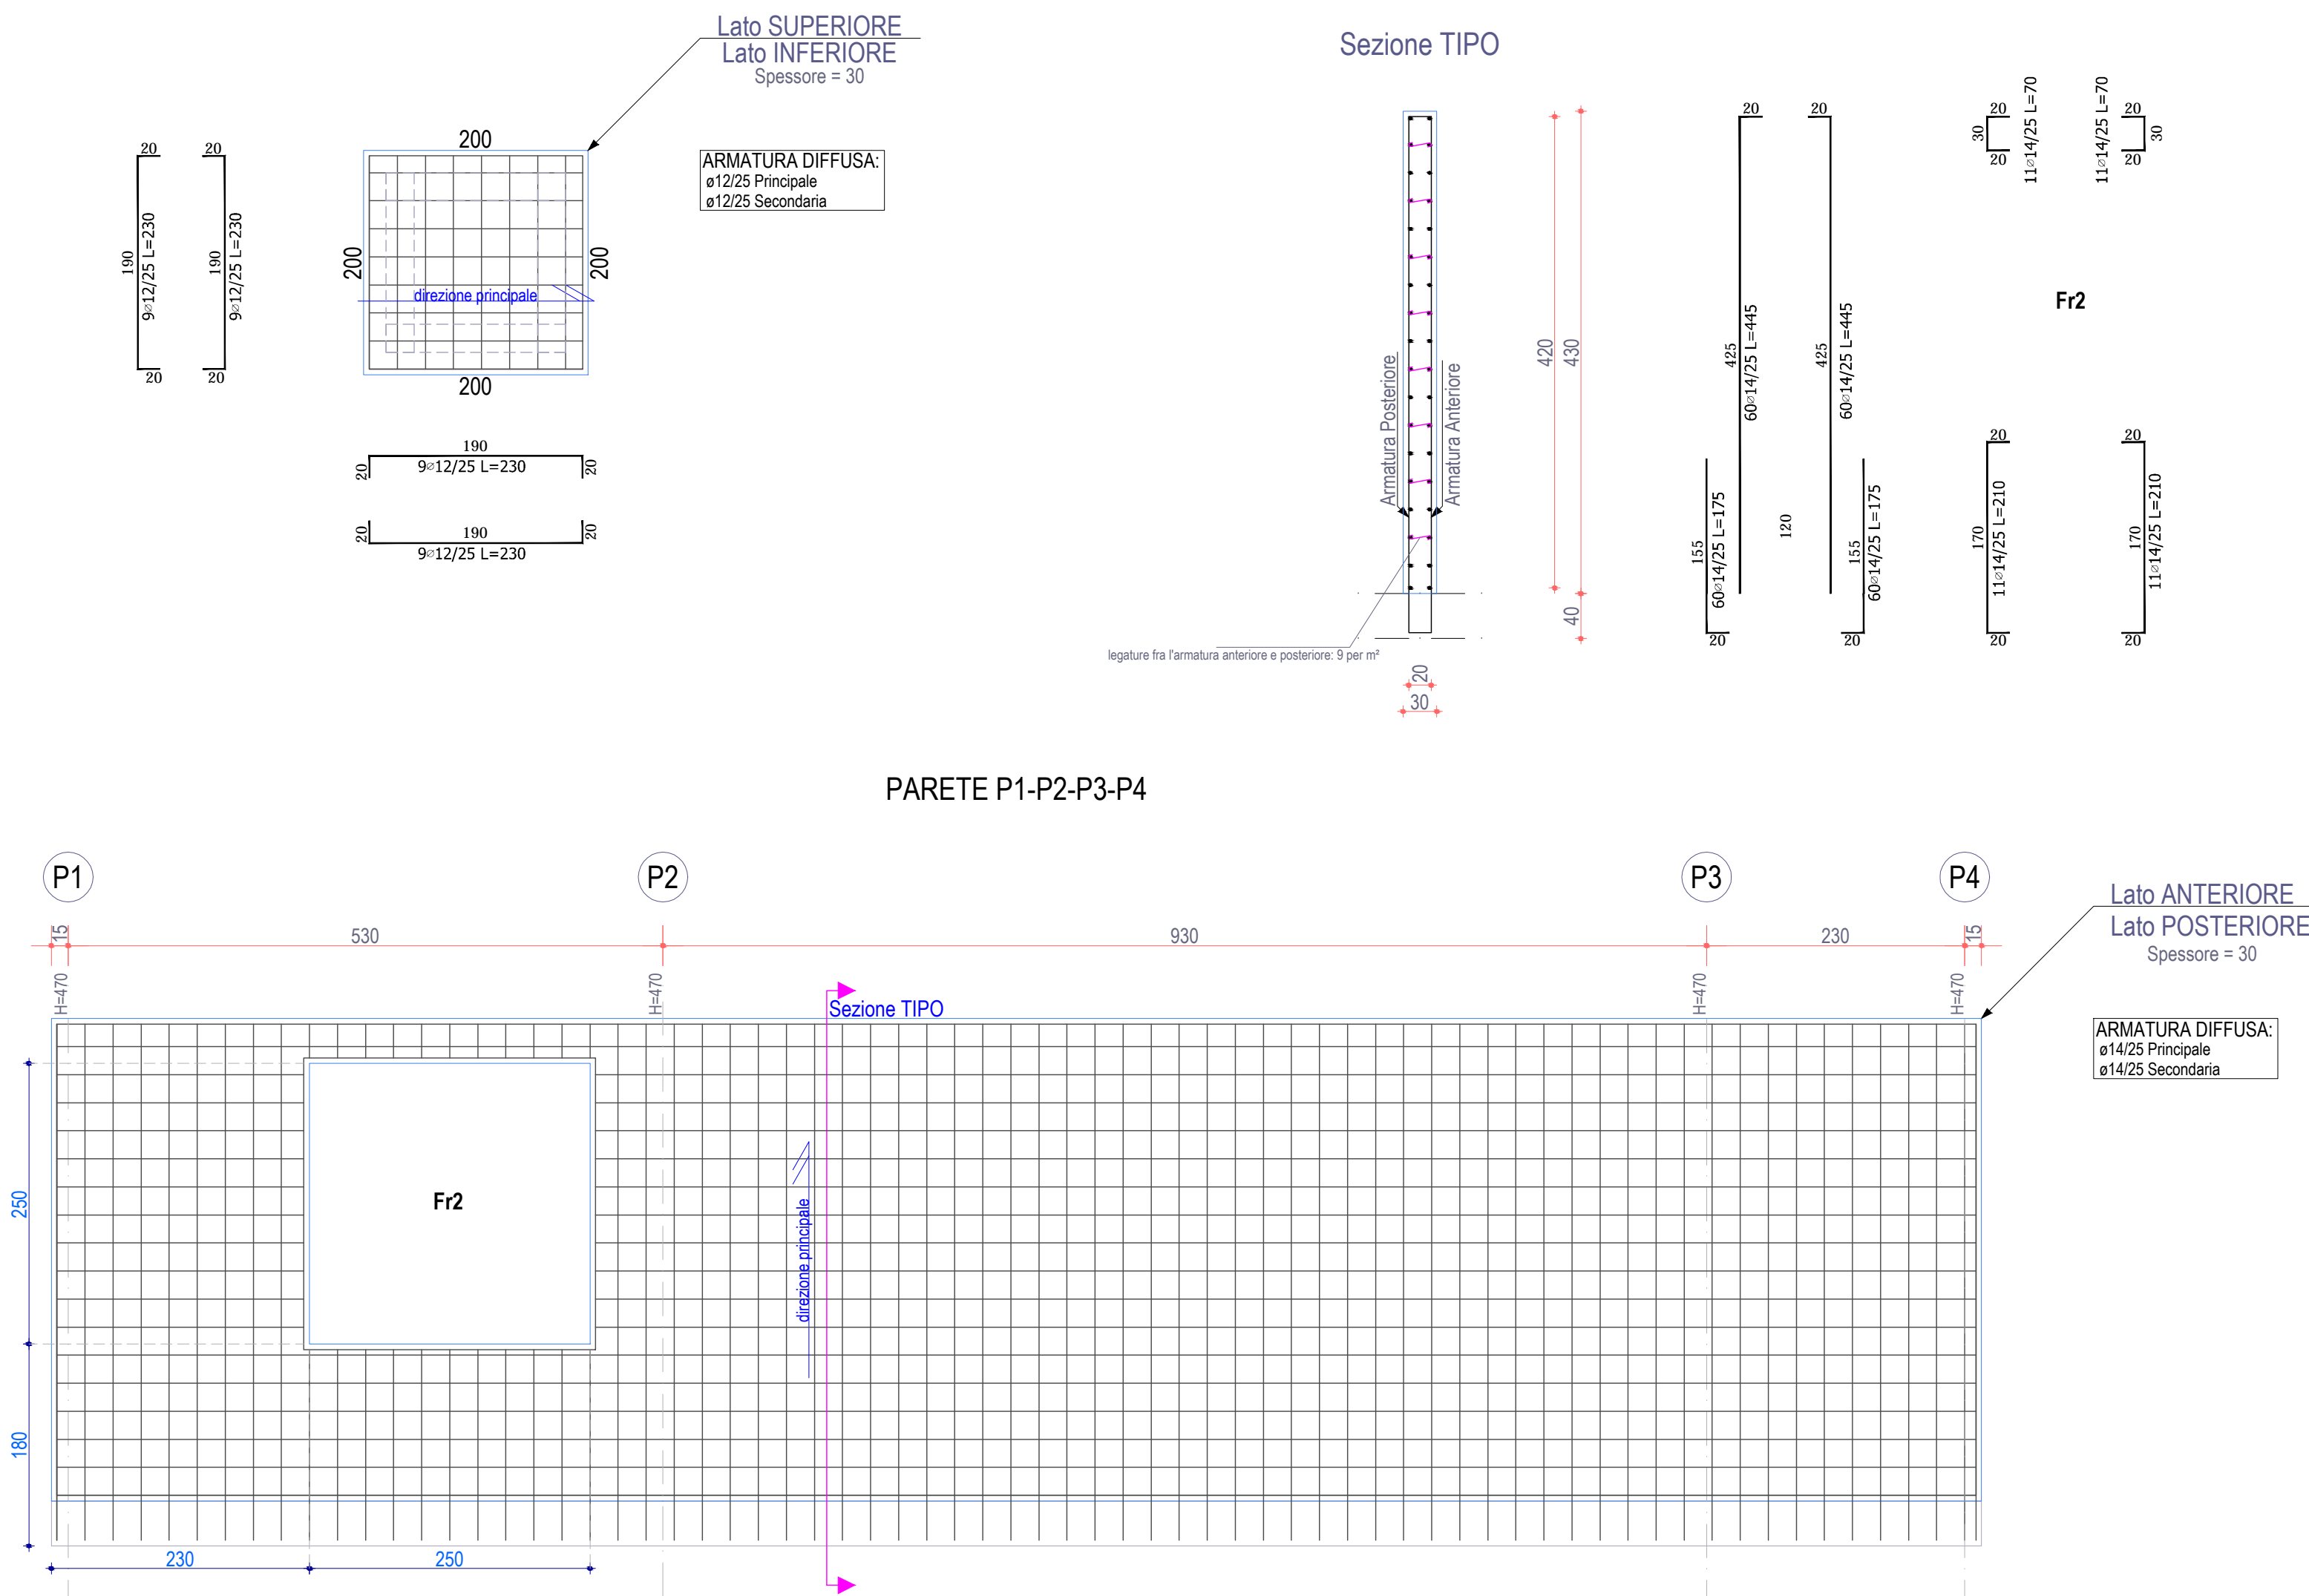 Lato SUPERIORE
Lato INFERIORE
Spessore = 30
Sezione TIPO
20
20
190
9⌀12/25 L=230
190
9⌀12/25 L=230
20
20
200
200
200
200
direzione principale
ARMATURA DIFFUSA:
ø12/25 Principale
ø12/25 Secondaria
190
20
20
9⌀12/25 L=230
190
20
20
9⌀12/25 L=230
420
430
40
Armatura Posteriore
Armatura Anteriore
legature fra l'armatura anteriore e posteriore: 9 per m²
20
30
20
20
425
60⌀14/25 L=445
425
60⌀14/25 L=445
155
60⌀14/25 L=175
120
155
60⌀14/25 L=175
20
20
20
30
20
11⌀14/25 L=70
11⌀14/25 L=70
20
30
20
Fr2
20
20
170
11⌀14/25 L=210
170
11⌀14/25 L=210
20
20
PARETE P1-P2-P3-P4
P1
P2
P3
P4
15
530
930
230
15
H=470
H=470
H=470
H=470
Lato ANTERIORE
Lato POSTERIORE
Spessore = 30
Sezione TIPO
ARMATURA DIFFUSA:
ø14/25 Principale
ø14/25 Secondaria
250
Fr2
direzione principale
180
230
250